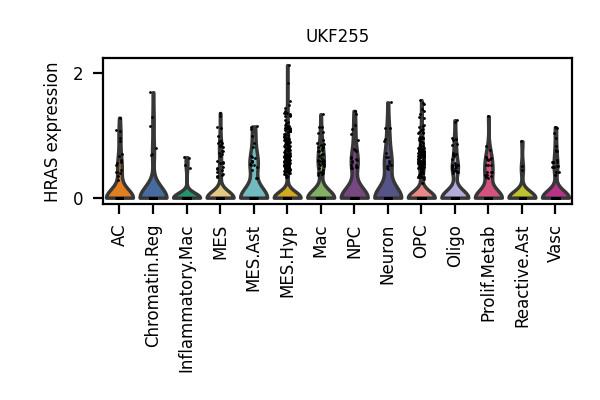 UKF255
HRAS expression
2
0
AC
Chromatin.Reg
Inflammatory.Mac
MES
MES.Ast
MES.Hyp
Mac
NPC
Neuron
OPC
Oligo
Prolif.Metab
Reactive.Ast
Vasc